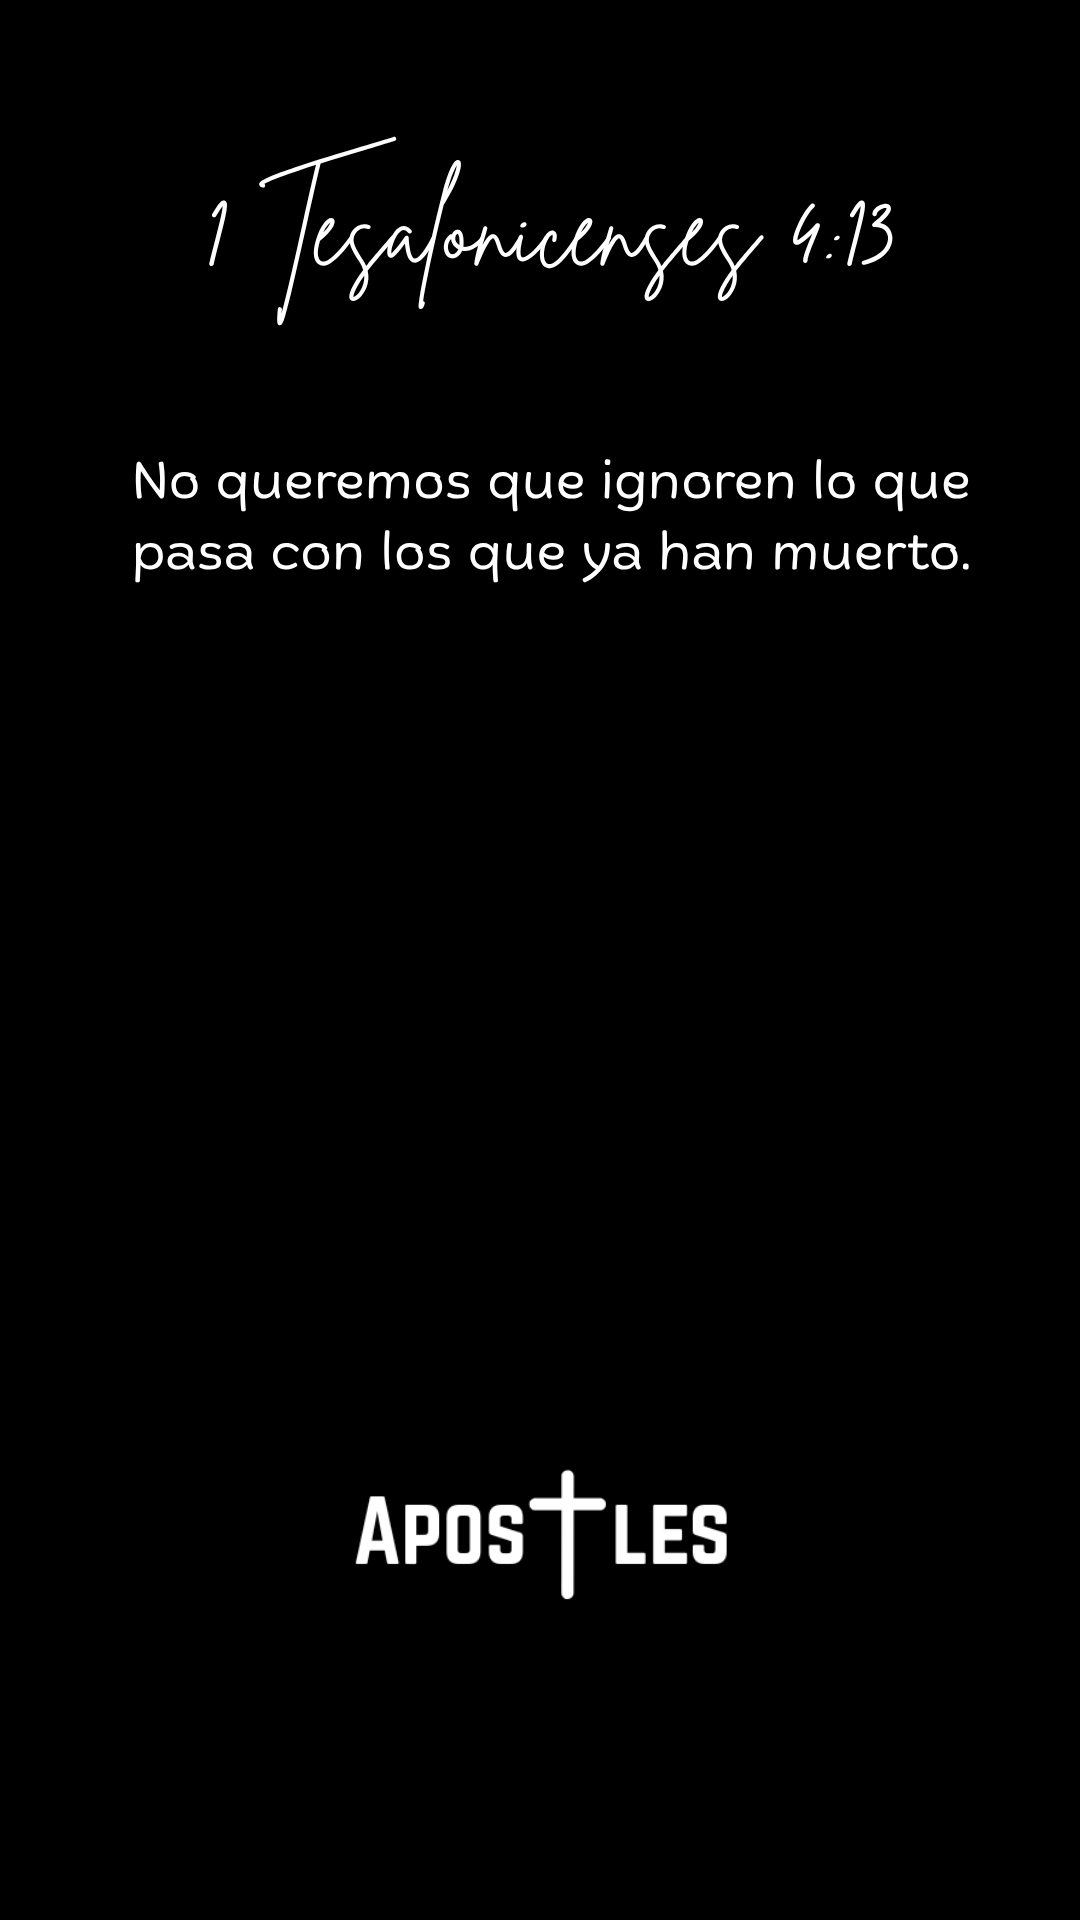 1 Tesalonicenses 4:13
No queremos que ignoren lo que
pasa con los que ya han muerto.
APOSTLES